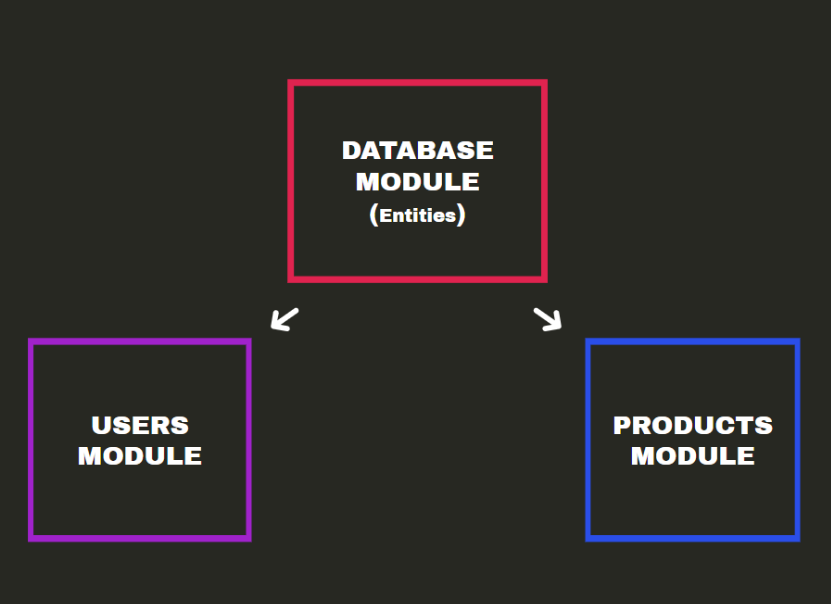 DATABASE
MODULE
(Entities)
USERS
MODULE
PRODUCTS
MODULE